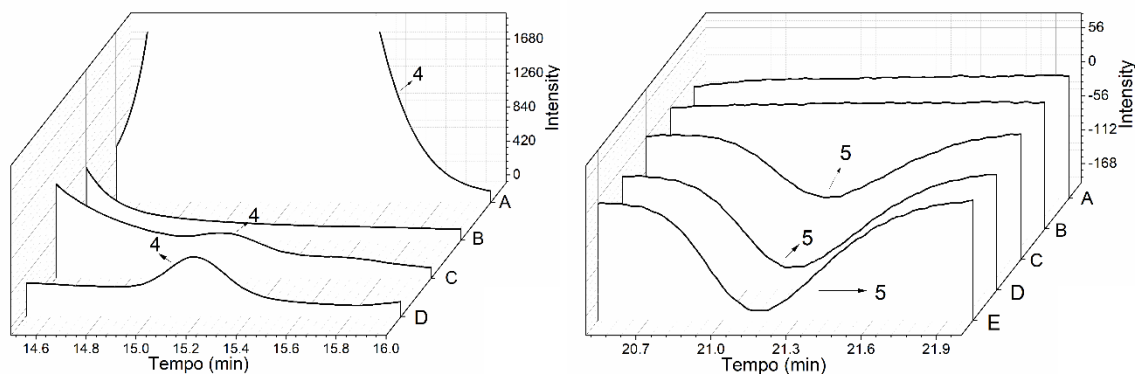 1680
1260
840
420
0
Intensity
4
4
4
A
B
C
D
14.6 14.8 15.0 15.2 15.4 15.6 15.8 16.0
Tempo (min)
56
0
-56
-112
-168
Intensity
5
5
5
A
B
C
D
E
20.7 21.0 21.3 21.6 21.9
Tempo (min)